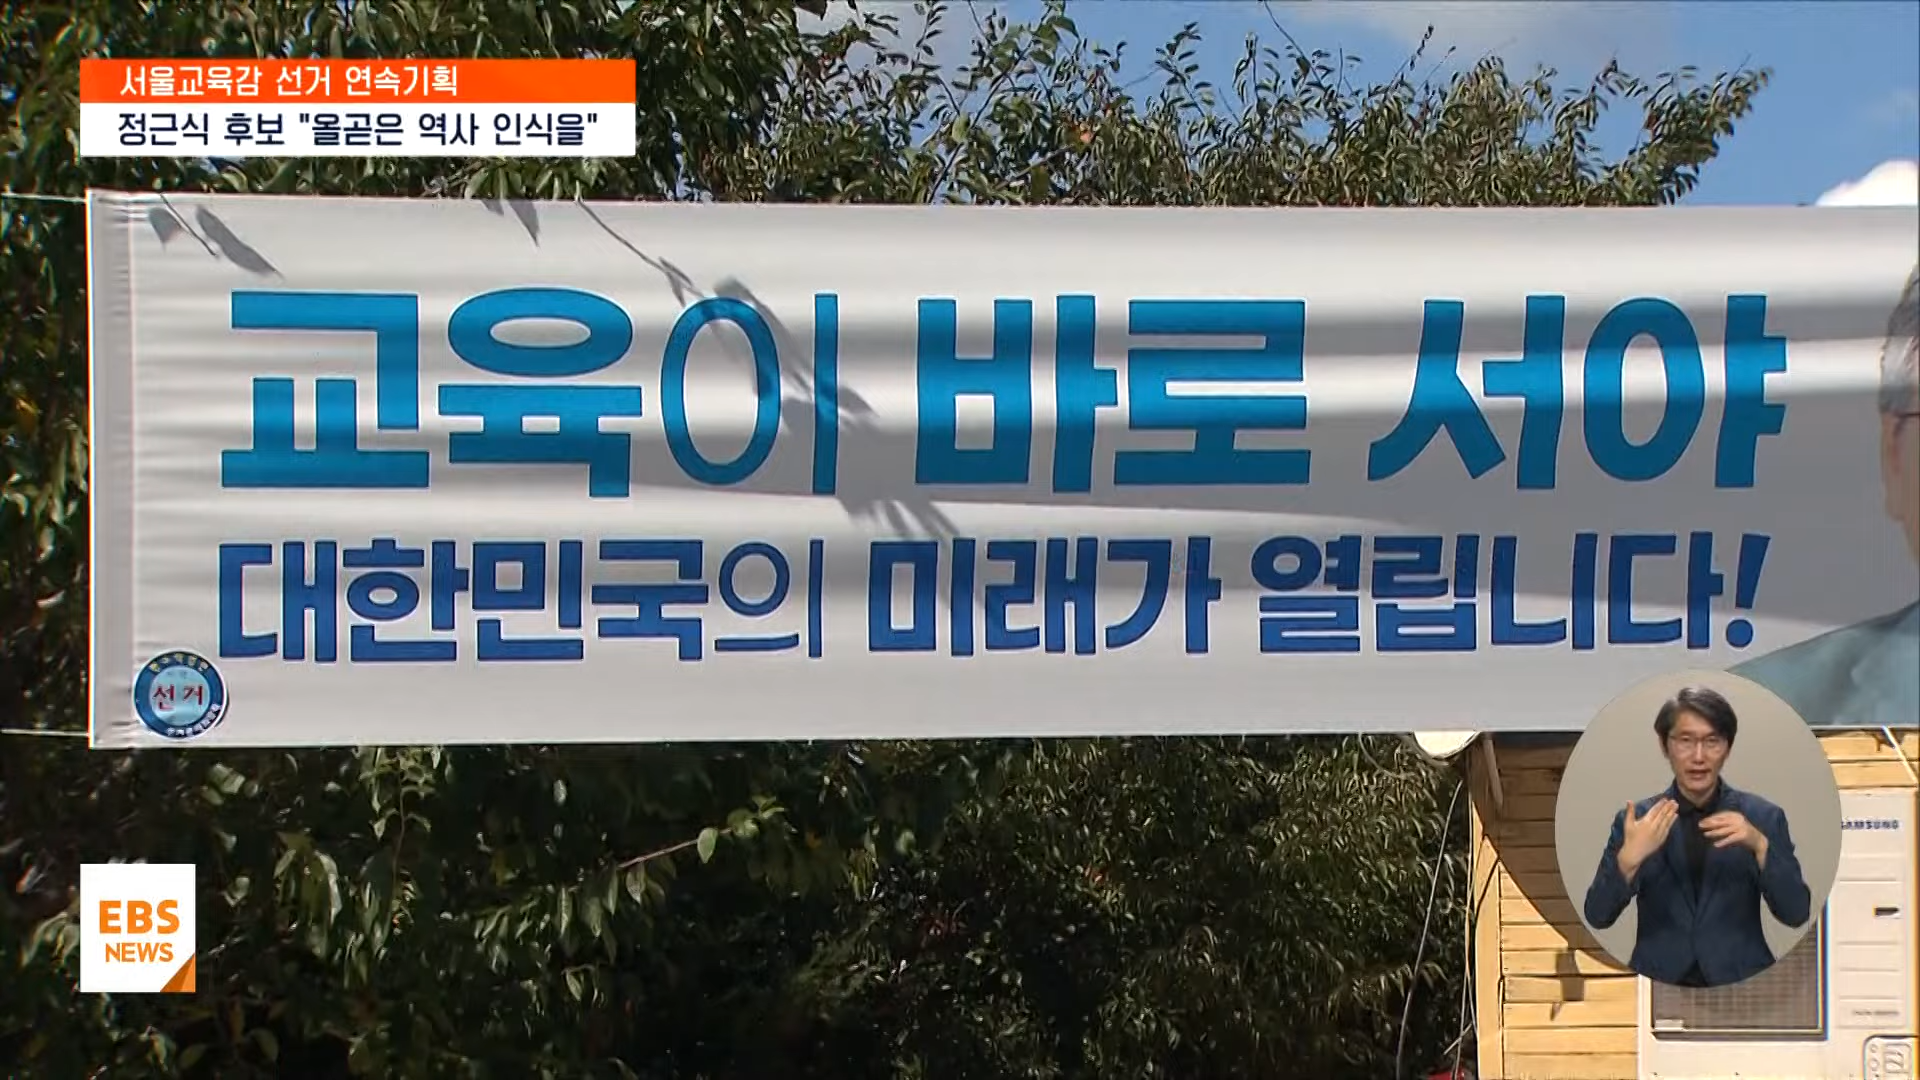 서울교육감 선거 연속기획
정근식 후보 "올곧은 역사 인식을"
교육이 바로 서야
대한민국의 미래가 열립니다!
선거
SAMSUNG
EBS
NEWS